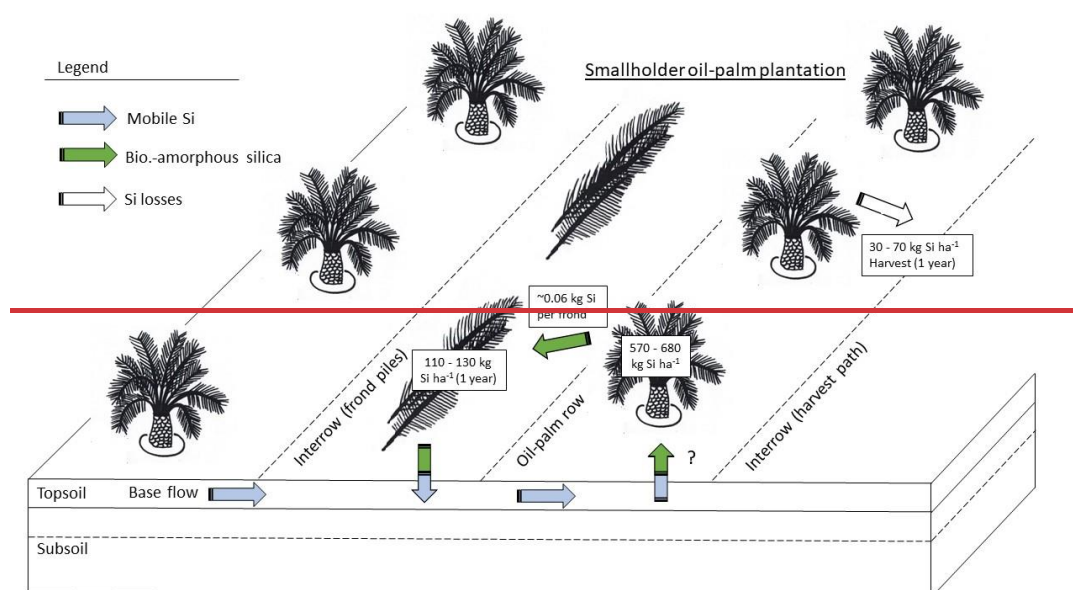 Legend
Smallholder oil-palm plantation
Mobile Si
Bio.-amorphous silica
Si losses
30 - 70 kg Si ha⁻¹
Harvest (1 year)
~0.06 kg Si
per frond
570 - 680
kg Si ha⁻¹
110 - 130 kg
Si ha⁻¹ (1 year)
Interrow (frond piles)
Oil-palm row
Interrow (harvest path)
?
Topsoil
Base flow
Subsoil